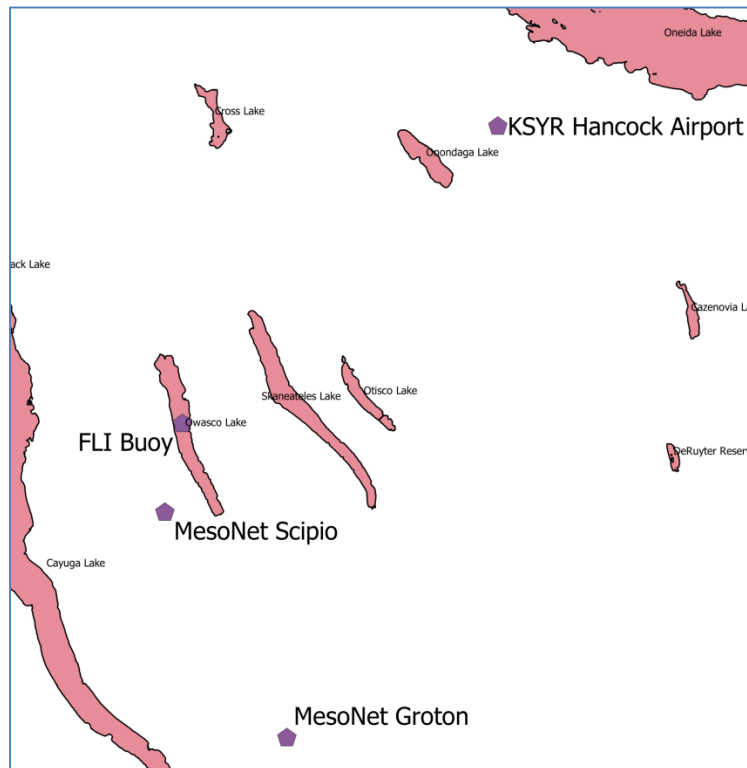 Oneida Lake
Cross Lake
KSYR Hancock Airport
Onondaga Lake
ack Lake
Cazenovia La
Otisco Lake
Skaneateles Lake
Owasco Lake
FLI Buoy
DeRuyter Reserv
MesoNet Scipio
Cayuga Lake
MesoNet Groton